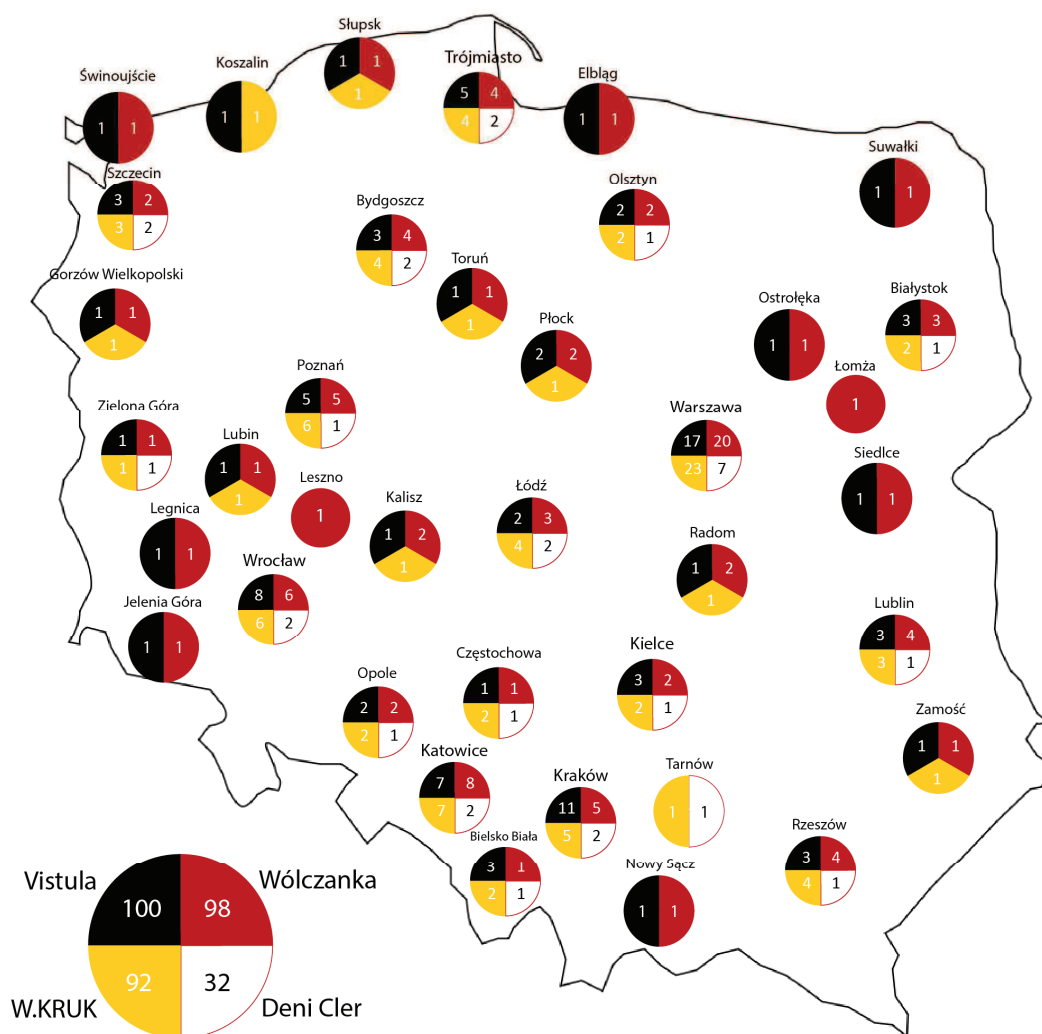 Słupsk
1 1
1
Świnoujście
1 1
Koszalin
1 1
Trójmiasto
5 4
4 2
Elbląg
1 1
Suwałki
1 1
Szczecin
3 2
3 2
Bydgoszcz
3 4
4 2
Olsztyn
2 2
2 1
Gorzów Wielkopolski
1 1
1
Toruń
1 1
1
Płock
2 2
1
Ostrołęka
1 1
Białystok
3 3
2 1
Łomża
1
Poznań
5 5
6 1
Zielona Góra
1 1
1 1
Lubin
1 1
1
Leszno
1
Warszawa
17 20
23 7
Siedlce
1 1
Legnica
1 1
Kalisz
1 2
1
Łódź
2 3
4 2
Radom
1 2
1
Wrocław
8 6
6 2
Jelenia Góra
1 1
Lublin
3 4
3 1
Opole
2 2
2 1
Częstochowa
1 1
2 1
Kielce
3 2
2 1
Zamość
1 1
1
Katowice
7 8
7 2
Kraków
11 5
5 2
Tarnów
1 1
Bielsko Biała
3 1
2 1
Nowy Sącz
1 1
Rzeszów
3 4
4 1
Vistula 100 98 Wólczanka
W.KRUK 92 32 Deni Cler